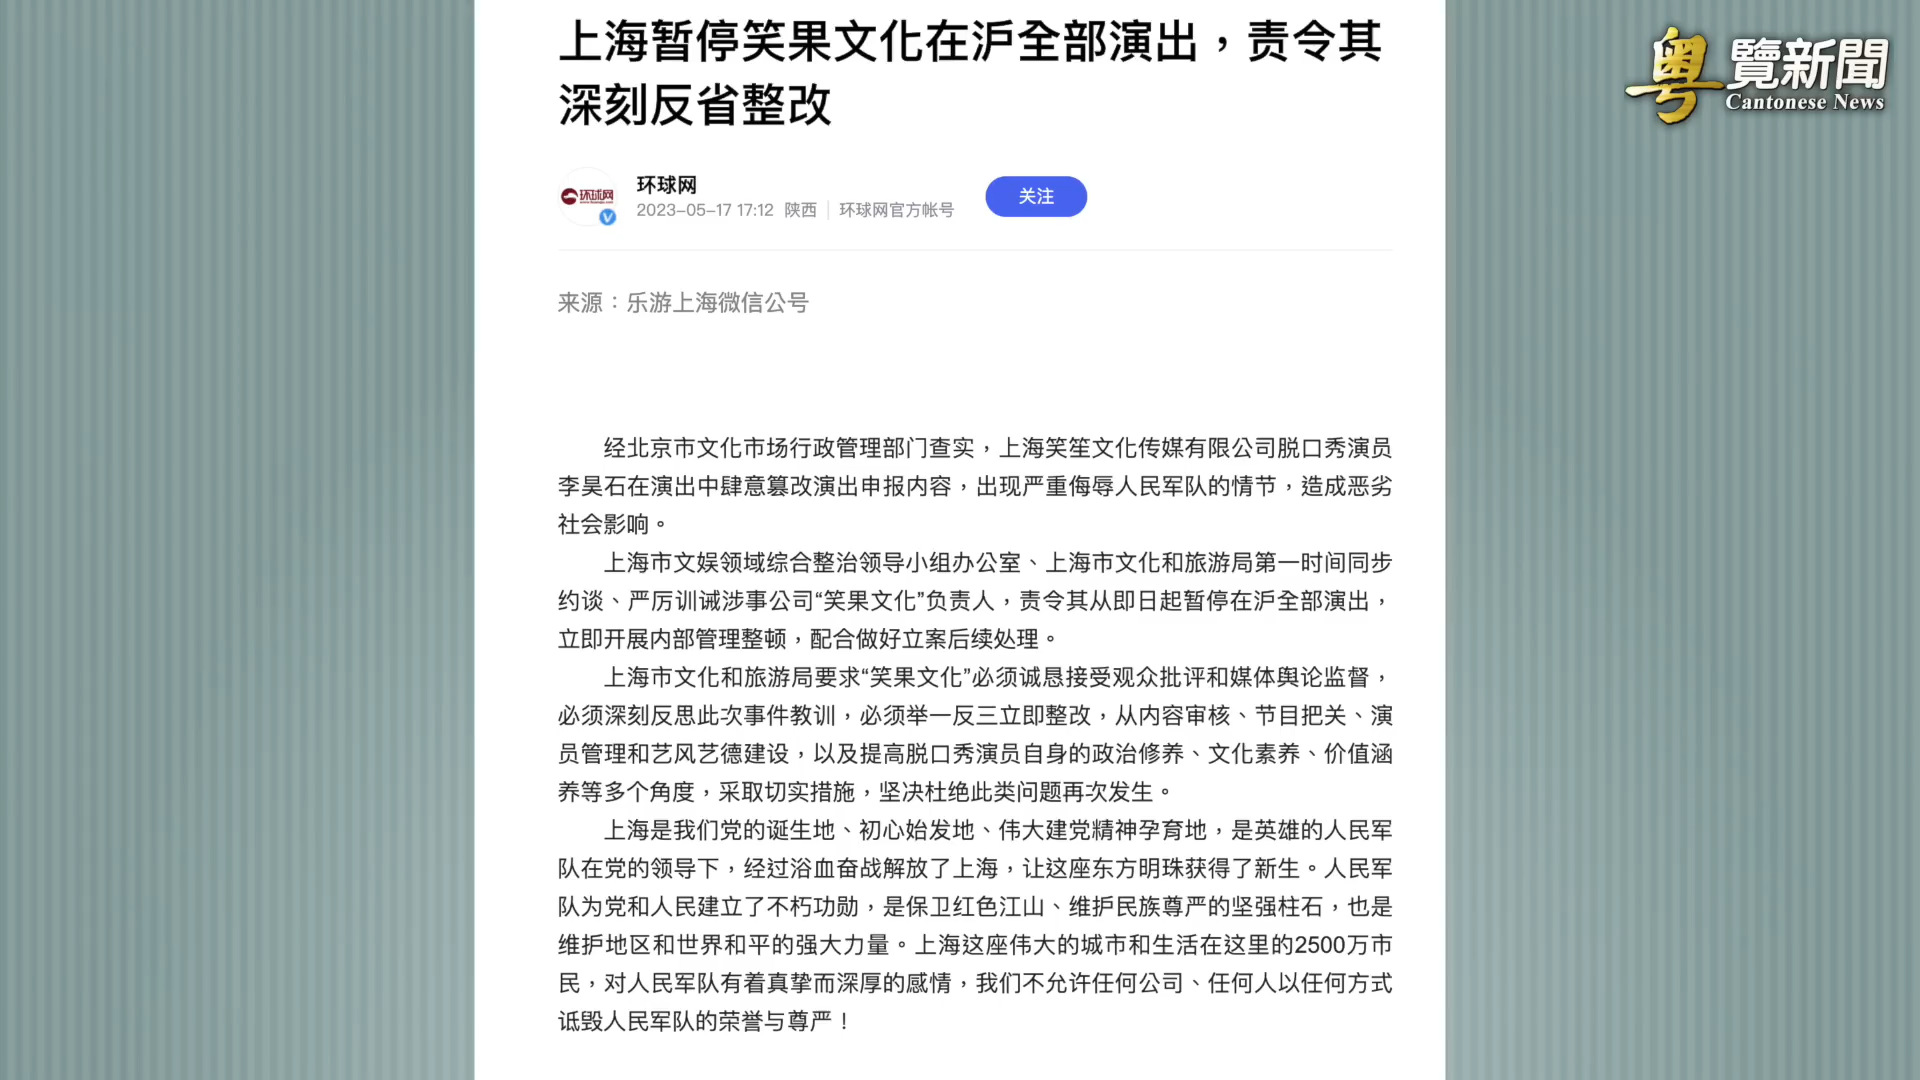 上海暂停笑果文化在沪全部演出，责令其
深刻反省整改
粤覽新聞
Cantonese News
环球网
环球网
2023-05-17 17:12 陕西 | 环球网官方帐号
关注
来源：乐游上海微信公号
经北京市文化市场行政管理部门查实，上海笑笙文化传媒有限公司脱口秀演员
李昊石在演出中肆意篡改演出申报内容，出现严重侮辱人民军队的情节，造成恶劣
社会影响。
上海市文娱领域综合整治领导小组办公室、上海市文化和旅游局第一时间同步
约谈、严厉训诫涉事公司“笑果文化”负责人，责令其从即日起暂停在沪全部演出，
立即开展内部管理整顿，配合做好立案后续处理。
上海市文化和旅游局要求“笑果文化”必须诚恳接受观众批评和媒体舆论监督，
必须深刻反思此次事件教训，必须举一反三立即整改，从内容审核、节目把关、演
员管理和艺风艺德建设，以及提高脱口秀演员自身的政治修养、文化素养、价值涵
养等多个角度，采取切实措施，坚决杜绝此类问题再次发生。
上海是我们党的诞生地、初心始发地、伟大建党精神孕育地，是英雄的人民军
队在党的领导下，经过浴血奋战解放了上海，让这座东方明珠获得了新生。人民军
队为党和人民建立了不朽功勋，是保卫红色江山、维护民族尊严的坚强柱石，也是
维护地区和世界和平的强大力量。上海这座伟大的城市和生活在这里的2500万市
民，对人民军队有着真挚而深厚的感情，我们不允许任何公司、任何人以任何方式
诋毁人民军队的荣誉与尊严！